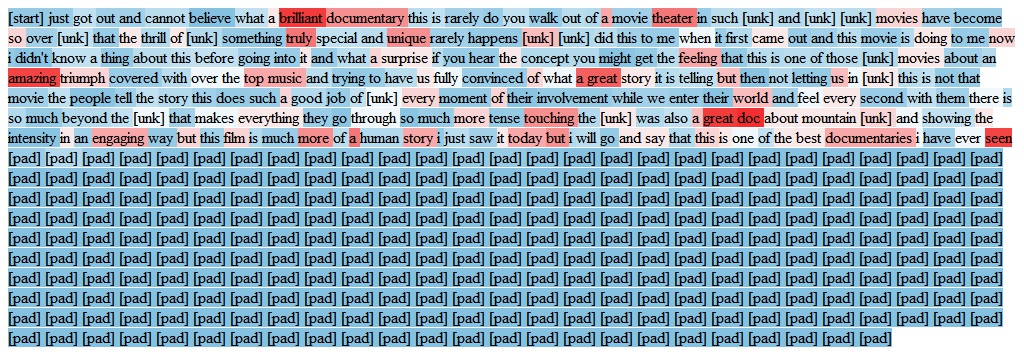 [start] just got out and cannot believe what a brilliant documentary this is rarely do you walk out of a movie theater in such [unk] and [unk] [unk] movies have become
so over [unk] that the thrill of [unk] something truly special and unique rarely happens [unk] [unk] did this to me when it first came out and this movie is doing to me now
i didn't know a thing about this before going into it and what a surprise if you hear the concept you might get the feeling that this is one of those [unk] movies about an
amazing triumph covered with over the top music and trying to have us fully convinced of what a great story it is telling but then not letting us in [unk] this is not that
movie the people tell the story this does such a good job of [unk] every moment of their involvement while we enter their world and feel every second with them there is
so much beyond the [unk] that makes everything they go through so much more tense touching the [unk] was also a great doc about mountain [unk] and showing the
intensity in an engaging way but this film is much more of a human story i just saw it today but i will go and say that this is one of the best documentaries i have ever seen
[pad] [pad] [pad] [pad] [pad] [pad] [pad] [pad] [pad] [pad] [pad] [pad] [pad] [pad] [pad] [pad] [pad] [pad] [pad] [pad] [pad] [pad] [pad] [pad] [pad] [pad] [pad]
[pad] [pad] [pad] [pad] [pad] [pad] [pad] [pad] [pad] [pad] [pad] [pad] [pad] [pad] [pad] [pad] [pad] [pad] [pad] [pad] [pad] [pad] [pad] [pad] [pad] [pad] [pad]
[pad] [pad] [pad] [pad] [pad] [pad] [pad] [pad] [pad] [pad] [pad] [pad] [pad] [pad] [pad] [pad] [pad] [pad] [pad] [pad] [pad] [pad] [pad] [pad] [pad] [pad] [pad]
[pad] [pad] [pad] [pad] [pad] [pad] [pad] [pad] [pad] [pad] [pad] [pad] [pad] [pad] [pad] [pad] [pad] [pad] [pad] [pad] [pad] [pad] [pad] [pad] [pad] [pad] [pad]
[pad] [pad] [pad] [pad] [pad] [pad] [pad] [pad] [pad] [pad] [pad] [pad] [pad] [pad] [pad] [pad] [pad] [pad] [pad] [pad] [pad] [pad] [pad] [pad] [pad] [pad] [pad]
[pad] [pad] [pad] [pad] [pad] [pad] [pad] [pad] [pad] [pad] [pad] [pad] [pad] [pad] [pad] [pad] [pad] [pad] [pad] [pad] [pad] [pad] [pad] [pad] [pad] [pad] [pad]
[pad] [pad] [pad] [pad] [pad] [pad] [pad] [pad] [pad] [pad] [pad] [pad] [pad] [pad] [pad] [pad] [pad] [pad] [pad] [pad] [pad] [pad] [pad] [pad] [pad] [pad] [pad]
[pad] [pad] [pad] [pad] [pad] [pad] [pad] [pad] [pad] [pad] [pad] [pad] [pad] [pad] [pad] [pad] [pad] [pad] [pad] [pad] [pad] [pad] [pad] [pad] [pad] [pad] [pad]
[pad] [pad] [pad] [pad] [pad] [pad] [pad] [pad] [pad] [pad] [pad] [pad] [pad] [pad] [pad] [pad] [pad] [pad] [pad] [pad] [pad] [pad] [pad] [pad] [pad] [pad] [pad]
[pad] [pad] [pad] [pad] [pad] [pad] [pad] [pad] [pad] [pad] [pad] [pad] [pad] [pad] [pad] [pad] [pad] [pad] [pad] [pad] [pad] [pad] [pad] [pad]